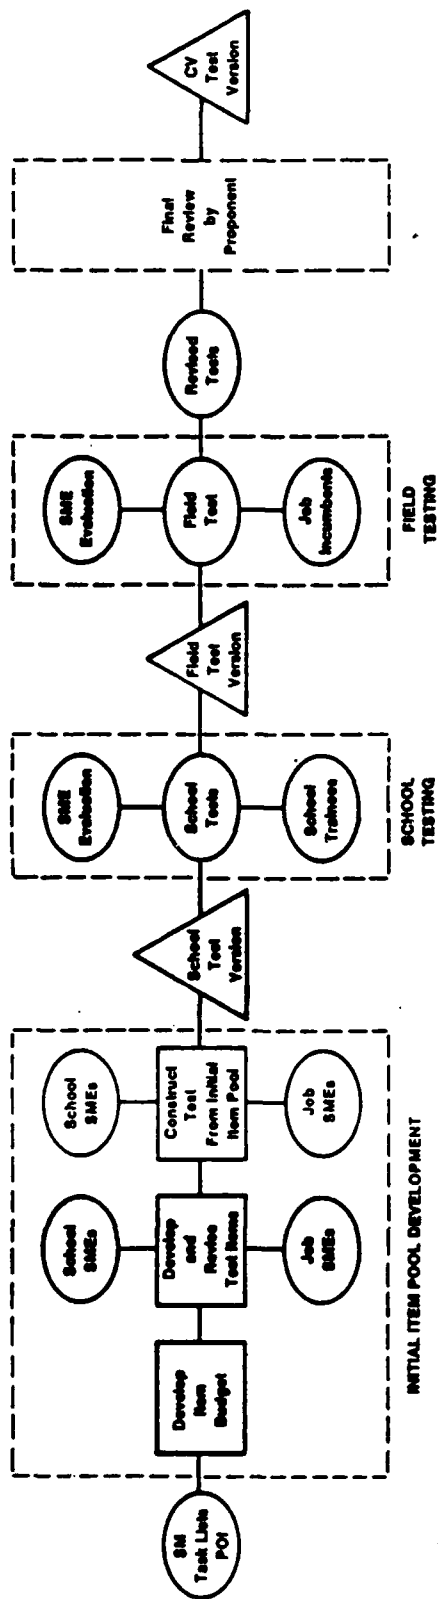 SM
Task Lists
POI
Develop
Item
Budget
School
SMEs
Develop
and
Revise
Test Items
Job
SMEs
School
SMEs
Construct
Test
From Initial
Item Pool
Job
SMEs
INITIAL ITEM POOL DEVELOPMENT
School
Test
Version
SME
Evaluation
School
Tests
School
Trainees
SCHOOL
TESTING
Field
Test
Version
SME
Evaluation
Field
Test
Job
Incumbents
FIELD
TESTING
Revised
Tests
Final
Review
by
Proponent
CV
Test
Version